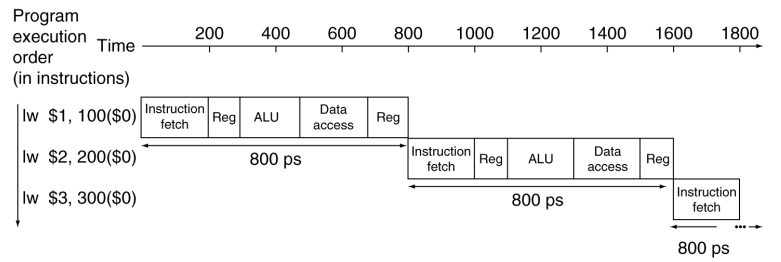 Program
execution
order
(in instructions)
Time
200 400 600 800 1000 1200 1400 1600 1800
lw $1, 100($0)
Instruction
fetch
Reg
ALU
Data
access
Reg
800 ps
lw $2, 200($0)
Instruction
fetch
Reg
ALU
Data
access
Reg
800 ps
lw $3, 300($0)
Instruction
fetch
...
800 ps